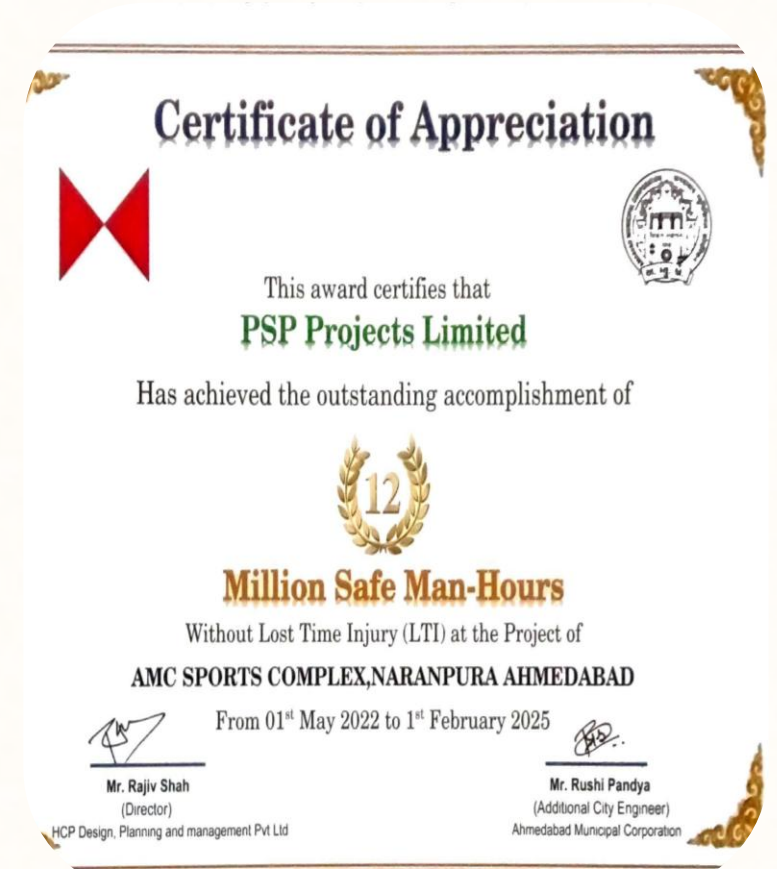 Certificate of Appreciation
This award certifies that
PSP Projects Limited
Has achieved the outstanding accomplishment of
12
Million Safe Man-Hours
Without Lost Time Injury (LTI) at the Project of
AMC SPORTS COMPLEX,NARANPURA AHMEDABAD
From 01st May 2022 to 1st February 2025
Mr. Rajiv Shah
(Director)
HCP Design, Planning and management Pvt Ltd
Mr. Rushi Pandya
(Additional City Engineer)
Ahmedabad Municipal Corporation